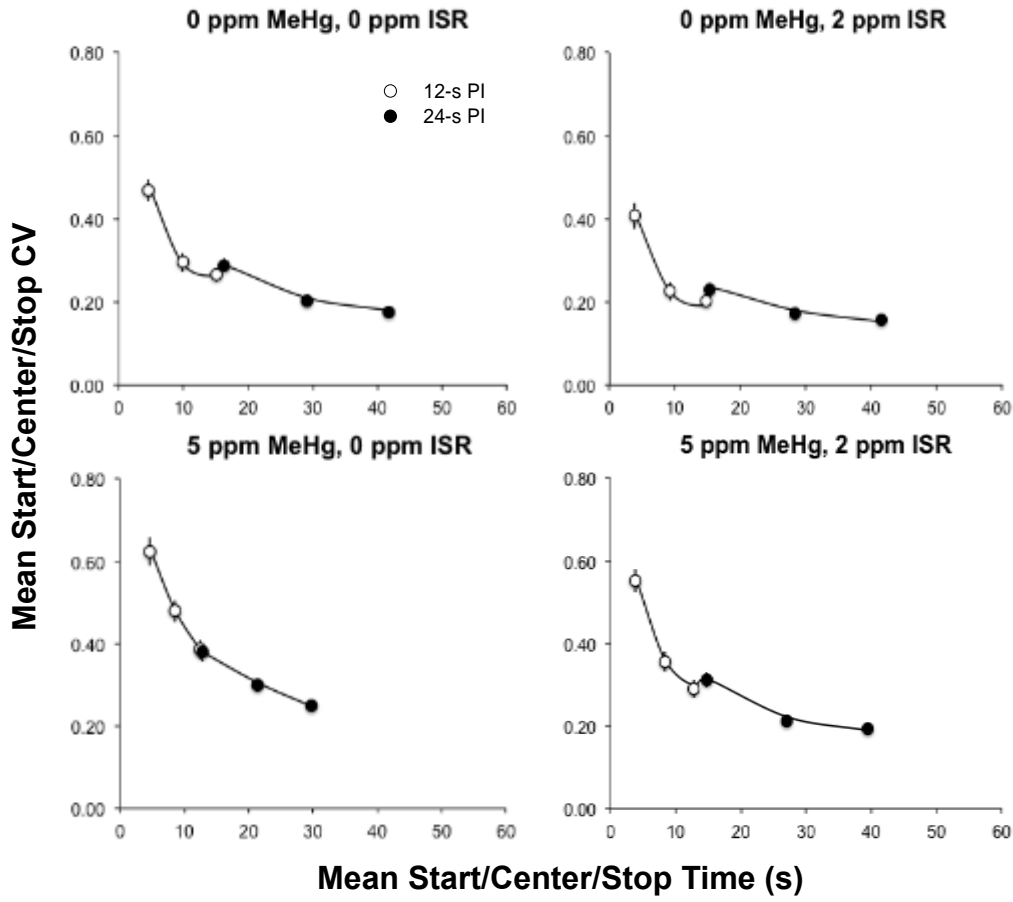 0 ppm MeHg, 0 ppm ISR
0.80
0.60
0.40
0.20
0.00
0 10 20 30 40 50 60
12-s PI
24-s PI
0 ppm MeHg, 2 ppm ISR
0.80
0.60
0.40
0.20
0.00
0 10 20 30 40 50 60
5 ppm MeHg, 0 ppm ISR
0.80
0.60
0.40
0.20
0.00
0 10 20 30 40 50 60
5 ppm MeHg, 2 ppm ISR
0.80
0.60
0.40
0.20
0.00
0 10 20 30 40 50 60
Mean Start/Center/Stop CV
Mean Start/Center/Stop Time (s)